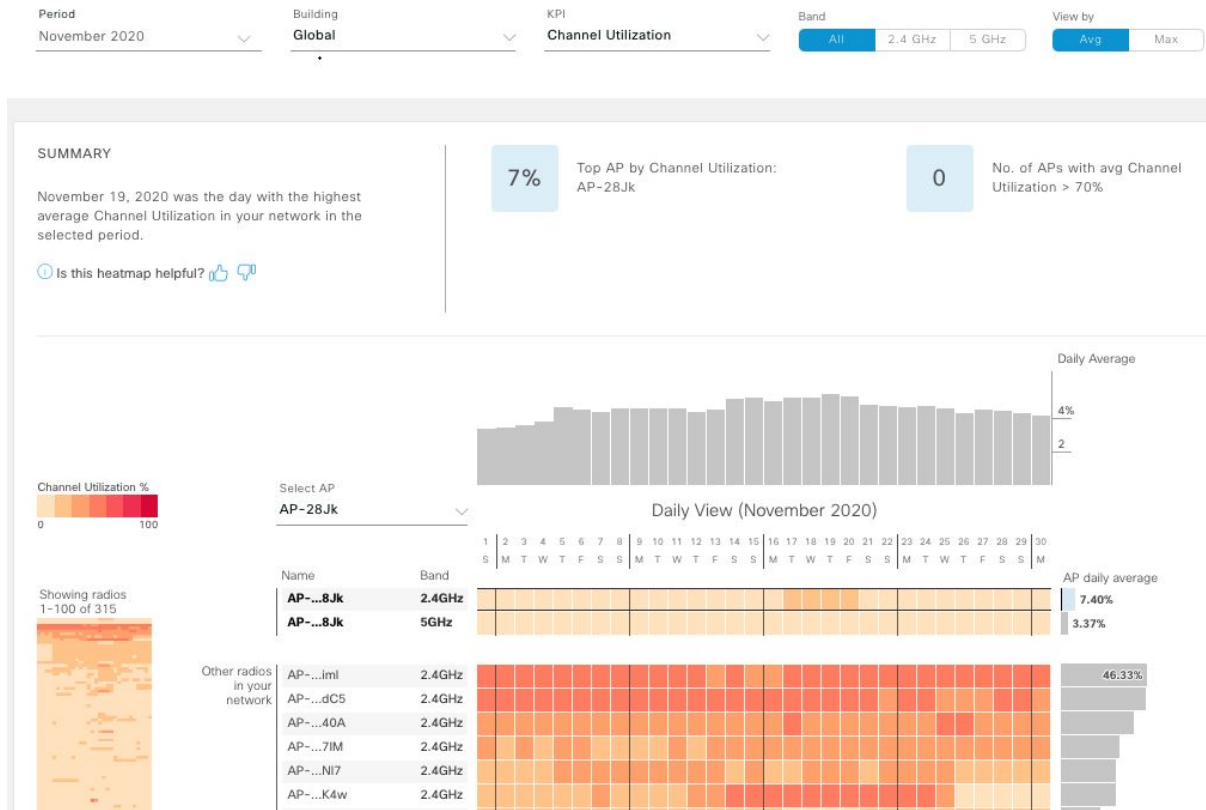 Period
Building
KPI
Band
View by
November 2020
Global
Channel Utilization
All 2.4 GHz 5 GHz
Avg Max
SUMMARY
November 19, 2020 was the day with the highest
average Channel Utilization in your network in the
selected period.
Is this heatmap helpful?
7%
Top AP by Channel Utilization:
AP-28Jk
0
No. of APs with avg Channel
Utilization > 70%
Daily Average
4%
2
Channel Utilization %
0 100
Select AP
AP-28Jk
Daily View (November 2020)
1 2 3 4 5 6 7 8 9 10 11 12 13 14 15 16 17 18 19 20 21 22 23 24 25 26 27 28 29 30
S M T W T F S S M T W T F S S M T W T F S S M T W T F S S M
Name Band
AP daily average
AP-...8Jk 2.4GHz 7.40%
AP-...8Jk 5GHz 3.37%
Showing radios
1-100 of 315
Other radios
in your
network
AP-...iml 2.4GHz 46.33%
AP-...dC5 2.4GHz
AP-...40A 2.4GHz
AP-...7IM 2.4GHz
AP-...NI7 2.4GHz
AP-...K4w 2.4GHz